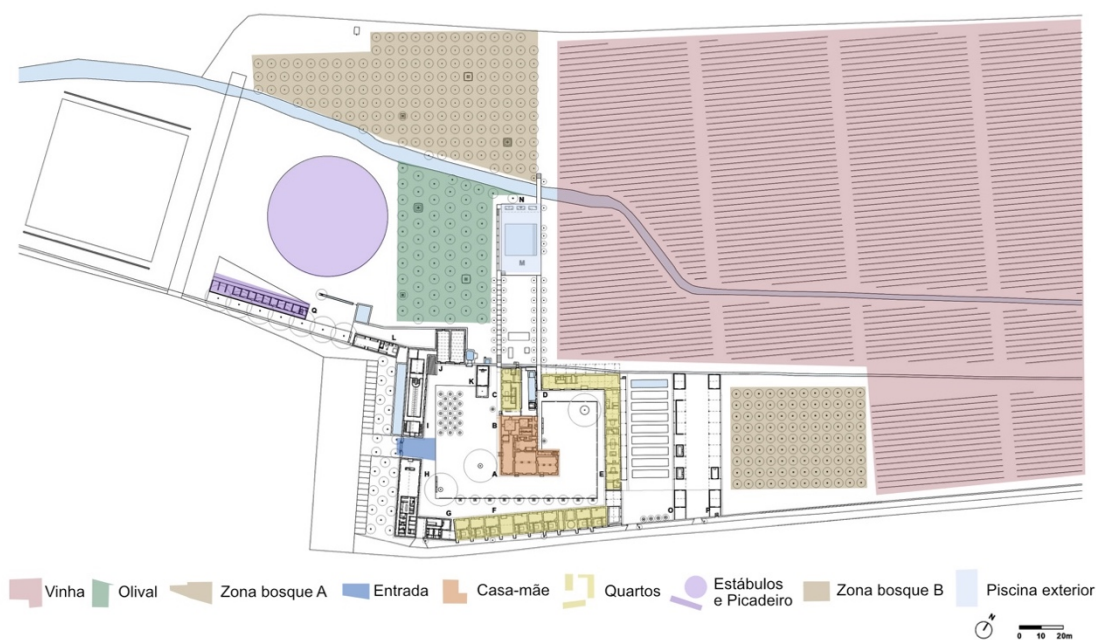 N
M
Q
L
J
K
C
D
B
I
A
E
H
G
F
O
P
Vinha
Olival
Zona bosque A
Entrada
Casa-mãe
Quartos
Estábulos
e Picadeiro
Zona bosque B
Piscina exterior
N
0 10 20m